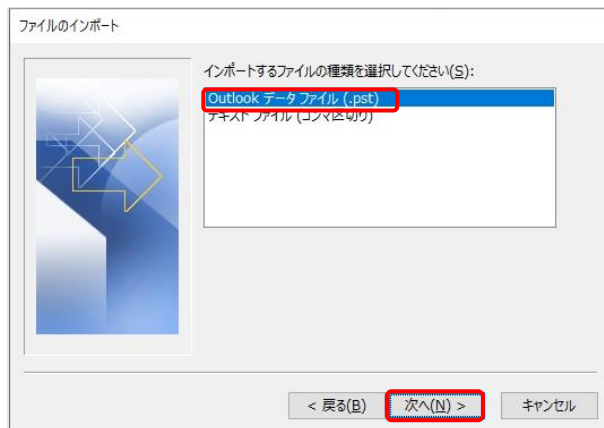 ファイルのインポート
インポートするファイルの種類を選択してください(S):
Outlook データ ファイル (.pst)
テキスト ファイル (コンマ区切り)
< 戻る(B)
次へ(N) >
キャンセル